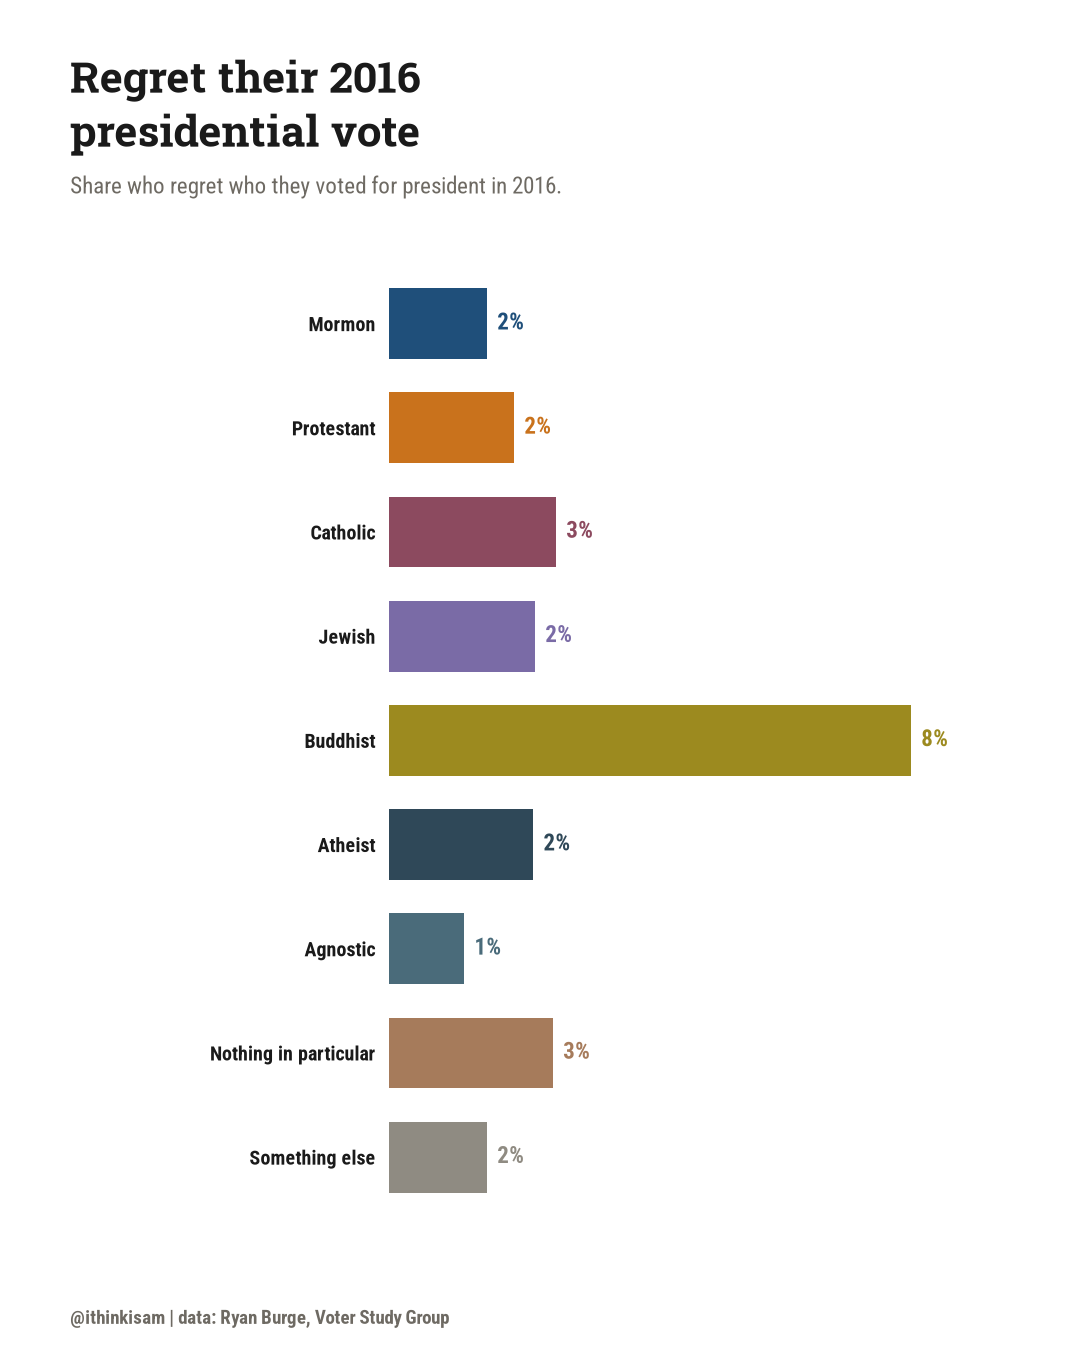 Regret their 2016
presidential vote
Share who regret who they voted for president in 2016.
Mormon 2%
Protestant 2%
Catholic 3%
Jewish 2%
Buddhist 8%
Atheist 2%
Agnostic 1%
Nothing in particular 3%
Something else 2%
@ithinkisam | data: Ryan Burge, Voter Study Group